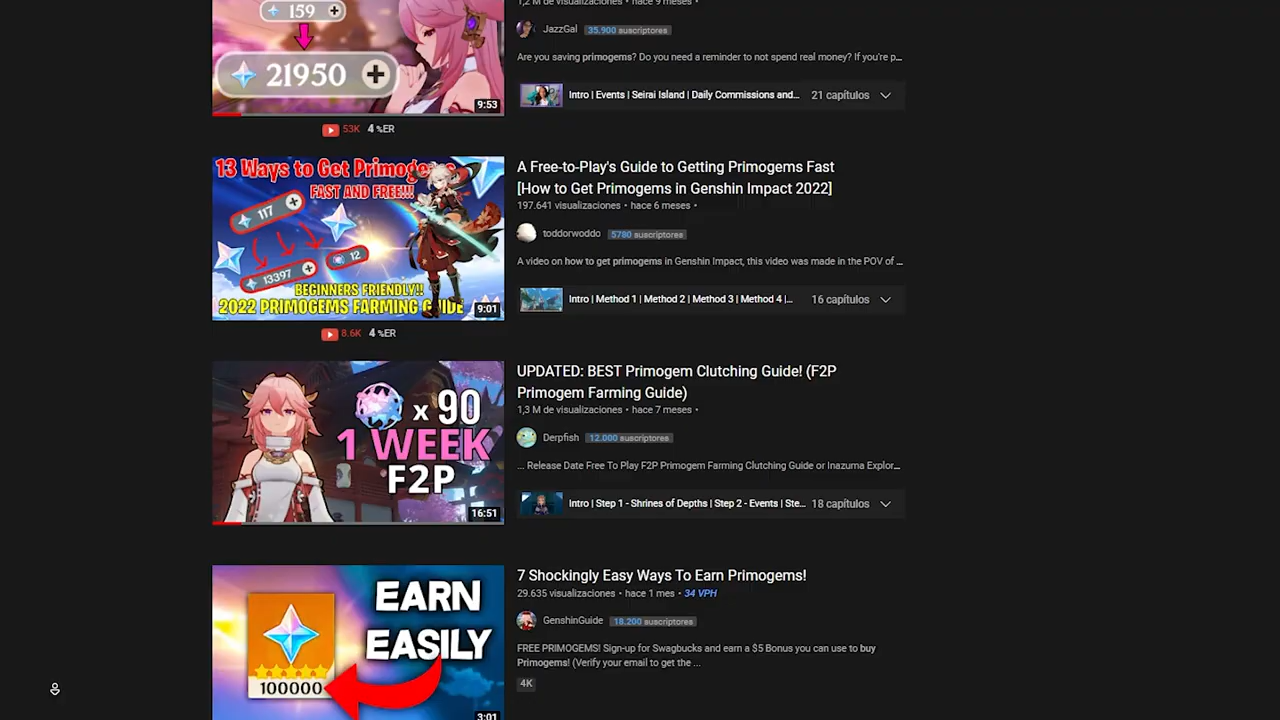 159 +
21950 +
9:53
53K 4 %ER
1,2 M de visualizaciones • hace 9 meses •
JazzGal 35.900 suscriptores
Are you saving primogems? Do you need a reminder to not spend real money? If you're p...
Intro | Events | Seirai Island | Daily Commissions and... 21 capítulos
13 Ways to Get Primogems
FAST AND FREE!!!
117 +
12
13397 +
BEGINNERS FRIENDLY!!
2022 PRIMOGEMS FARMING GUIDE
9:01
8.6K 4 %ER
A Free-to-Play's Guide to Getting Primogems Fast
[How to Get Primogems in Genshin Impact 2022]
197.641 visualizaciones • hace 6 meses •
toddorwoddo 5780 suscriptores
A video on how to get primogems in Genshin Impact, this video was made in the POV of ...
Intro | Method 1 | Method 2 | Method 3 | Method 4 |... 16 capítulos
x 90
1 WEEK
F2P
16:51
UPDATED: BEST Primogem Clutching Guide! (F2P
Primogem Farming Guide)
1,3 M de visualizaciones • hace 7 meses •
Derpfish 12.000 suscriptores
... Release Date Free To Play F2P Primogem Farming Clutching Guide or Inazuma Explor...
Intro | Step 1 - Shrines of Depths | Step 2 - Events | Ste... 18 capítulos
EARN
EASILY
100000
3:01
7 Shockingly Easy Ways To Earn Primogems!
29.635 visualizaciones • hace 1 mes • 34 VPH
GenshinGuide 18.200 suscriptores
FREE PRIMOGEMS! Sign-up for Swagbucks and earn a $5 Bonus you can use to buy
Primogems! (Verify your email to get the ...
4K